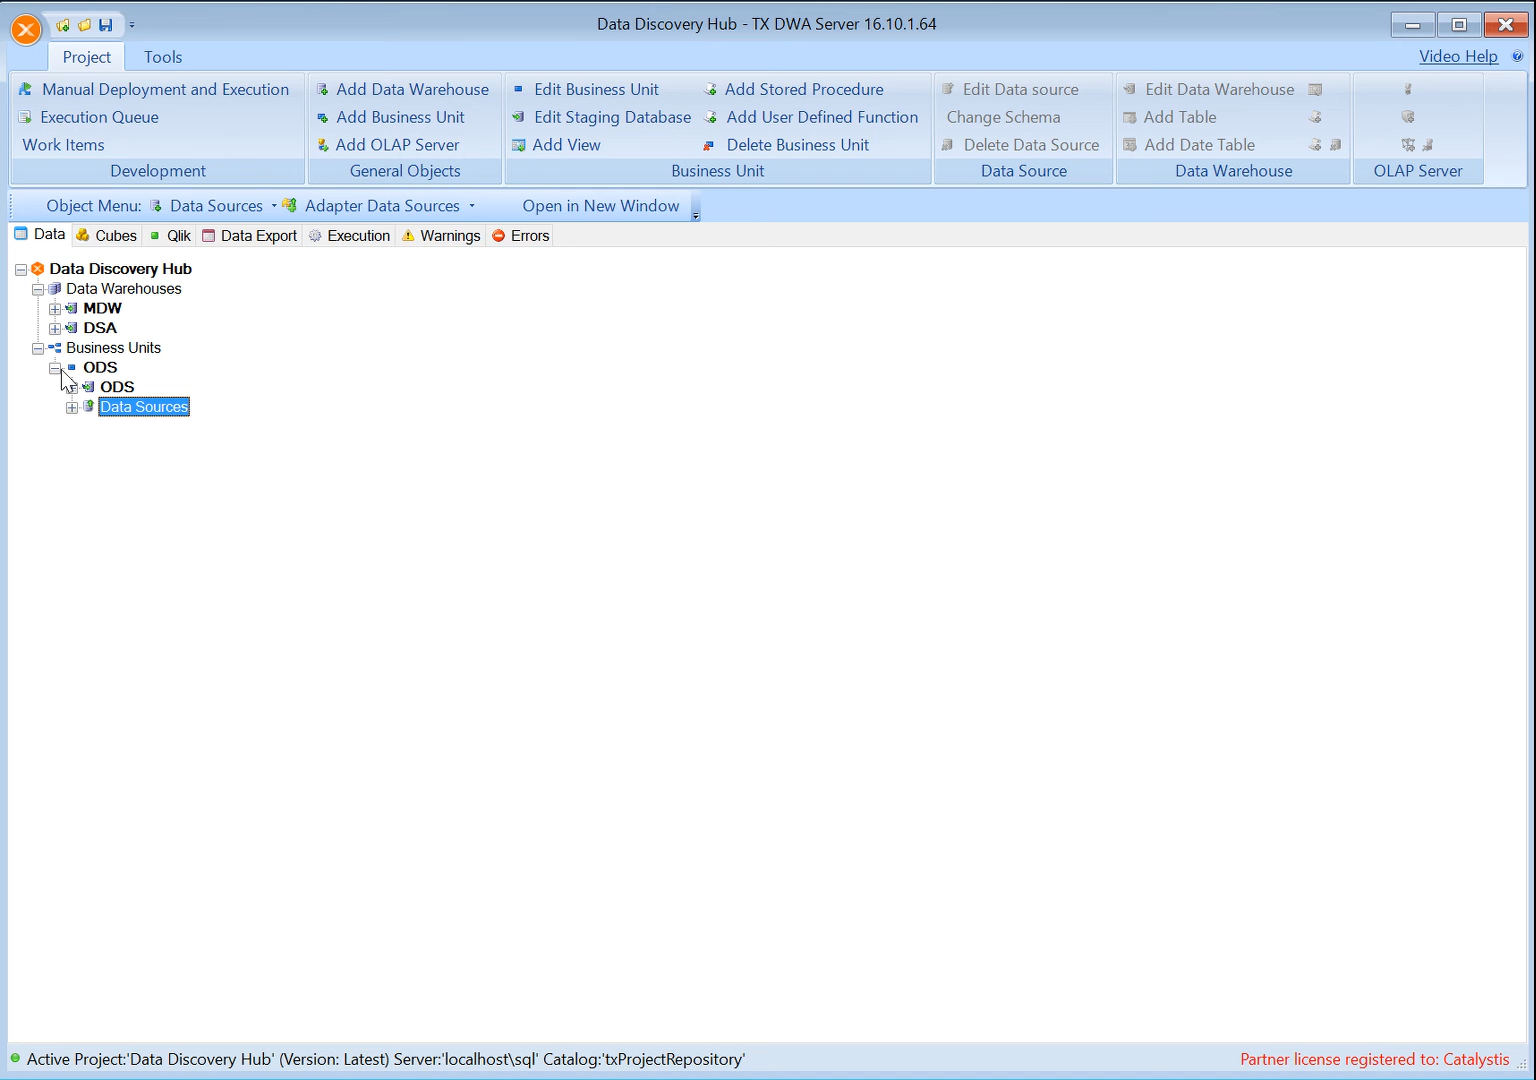 Data Discovery Hub - TX DWA Server 16.10.1.64
Project Tools Video Help
Manual Deployment and Execution
Execution Queue
Work Items
Development
Add Data Warehouse
Add Business Unit
Add OLAP Server
General Objects
Edit Business Unit Add Stored Procedure
Edit Staging Database Add User Defined Function
Add View Delete Business Unit
Business Unit
Edit Data source
Change Schema
Delete Data Source
Data Source
Edit Data Warehouse
Add Table
Add Date Table
Data Warehouse
OLAP Server
Object Menu: Data Sources Adapter Data Sources Open in New Window
Data Cubes Qlik Data Export Execution Warnings Errors
Data Discovery Hub
Data Warehouses
MDW
DSA
Business Units
ODS
ODS
Data Sources
Active Project:'Data Discovery Hub' (Version: Latest) Server:'localhost\sql' Catalog:'txProjectRepository' Partner license registered to: Catalystis